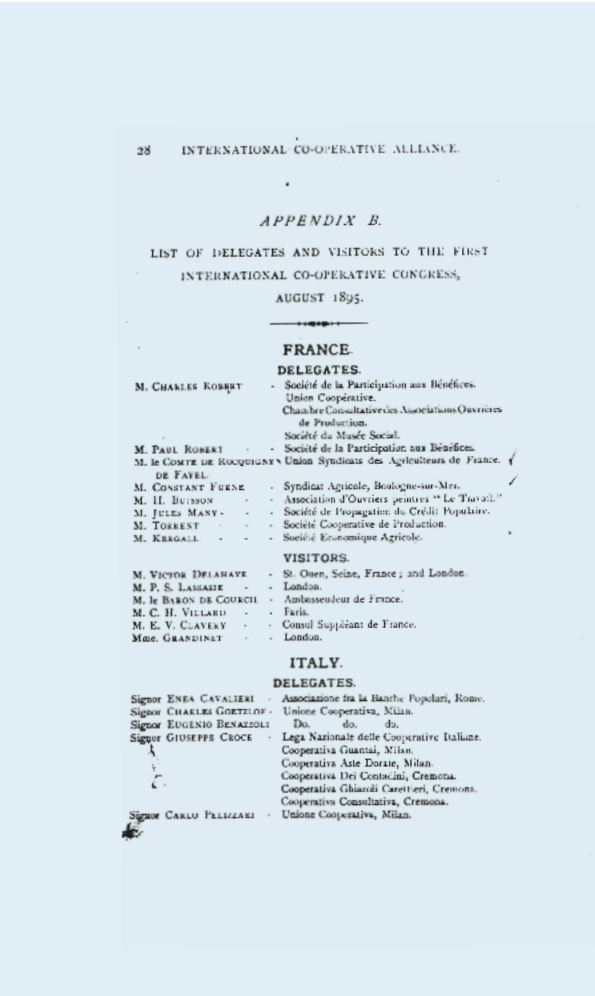 28 INTERNATIONAL CO-OPERATIVE ALLIANCE.
APPENDIX B.
LIST OF DELEGATES AND VISITORS TO THE FIRST
INTERNATIONAL CO-OPERATIVE CONGRESS,
AUGUST 1895.
FRANCE.
DELEGATES.
M. CHARLES ROBERT - Société de la Participation aux Bénéfices.
Union Coopérative.
Chambre Consultative des Associations Ouvrières
de Production.
Société du Musée Social.
M. PAUL ROBERT - - Société de la Participation aux Bénéfices.
M. le COMTE DE ROCQUIGNY - Union Syndicats des Agriculteurs de France.
DE FAYEL.
M. CONSTANT FURNE - Syndicat Agricole, Boulogne-sur-Mer.
M. H. BUISSON - - Association d'Ouvriers peintres "Le Travail."
M. JULES MANY - - - Société de Propagation du Crédit Populaire.
M. TORRENT - - Société Cooperative de Production.
M. KERGALL - - - Société Economique Agricole.
VISITORS.
M. VICTOR DELAHAYE - St. Ouen, Seine, France; and London.
M. P. S. LASSASIE - - London.
M. le BARON DE COURCEL - Ambassendeur de France.
M. C. H. VILLARD - - Paris.
M. E. V. CLAVERY - - Consul Suppléant de France.
Mme. GRANDINET - - London.
ITALY.
DELEGATES.
Signor ENEA CAVALIERI - Associazione fra la Banche Popolari, Rome.
Signor CHARLES GOETZLOF - Unione Cooperativa, Milan.
Signor EUGENIO BENAZZOLI Do. do. do.
Signor GIUSEPPE CROCE - Lega Nazionale delle Cooperative Italiane.
Cooperativa Guantai, Milan.
Cooperativa Aste Dorate, Milan.
Cooperativa Dei Contadini, Cremona.
Cooperativa Ghiaroli Carettieri, Cremona.
Cooperativa Consultativa, Cremona.
Signor CARLO PELIZZARI - Unione Cooperativa, Milan.